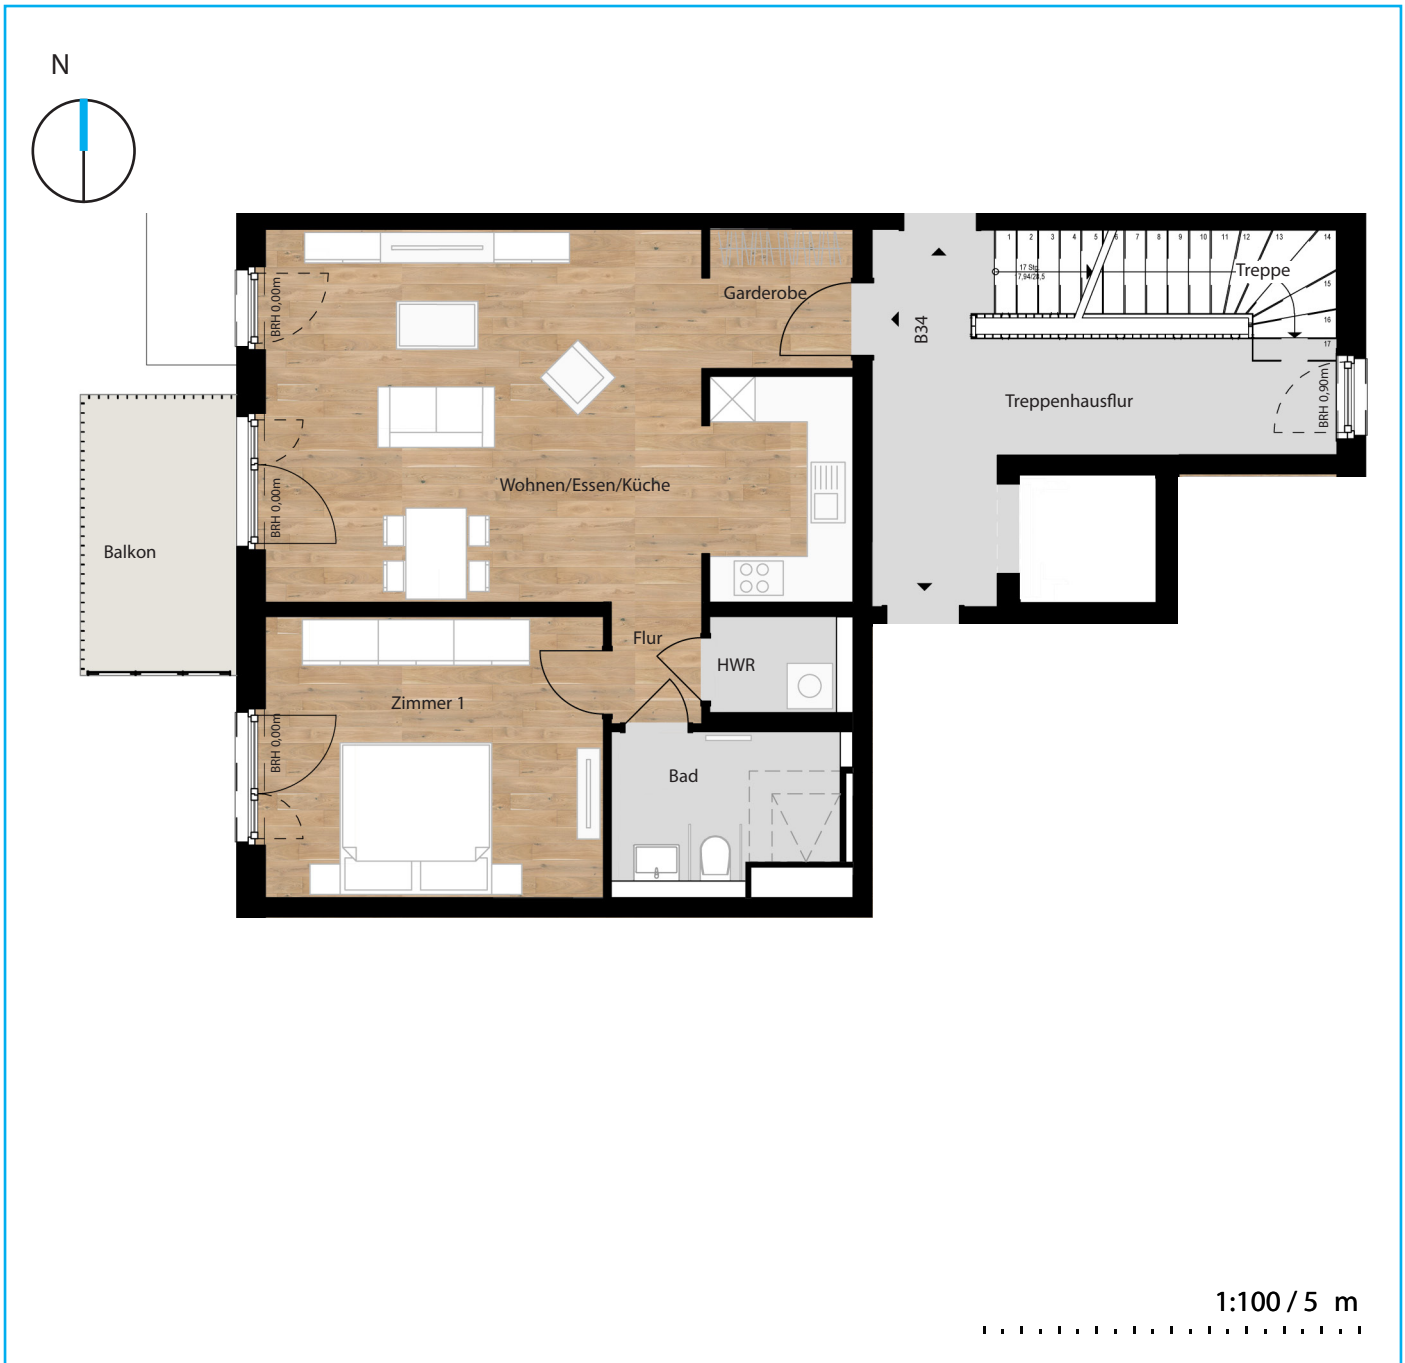 N
1 2 3 4 5 6 7 8 9 10 11 12 13 14
15
16
17
17 Stg.
Treppe
BRH 0,00m
Garderobe
B34
BRH 0,90m
Treppenhausflur
Wohnen/Essen/Küche
BRH 0,00m
Balkon
Flur
HWR
Zimmer 1
BRH 0,00m
Bad
1:100 / 5 m